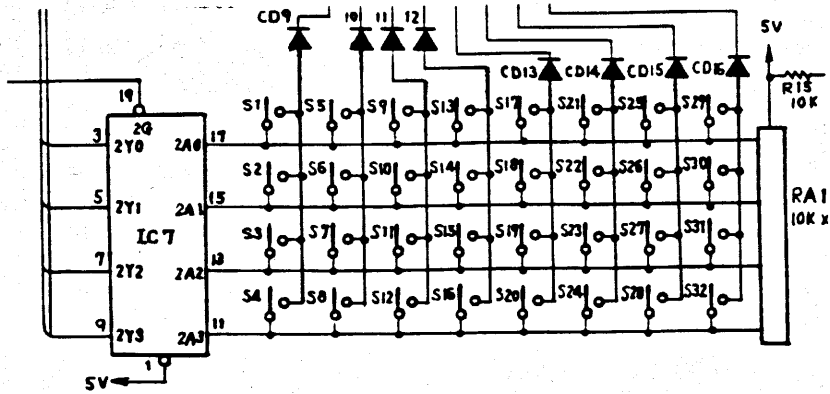 CD9 10 11 12
5V
CD13 CD14 CD15 CD16
R15
10K
19
2G
S1 S5 S9 S13 S17 S21 S25 S29
3 2Y0 2A0 17
S2 S6 S10 S14 S18 S22 S26 S30
5 2Y1 2A1 15
IC7
RA1
10K x
S3 S7 S11 S15 S19 S23 S27 S31
7 2Y2 2A2 13
S4 S8 S12 S16 S20 S24 S28 S32
9 2Y3 2A3 11
1
5V